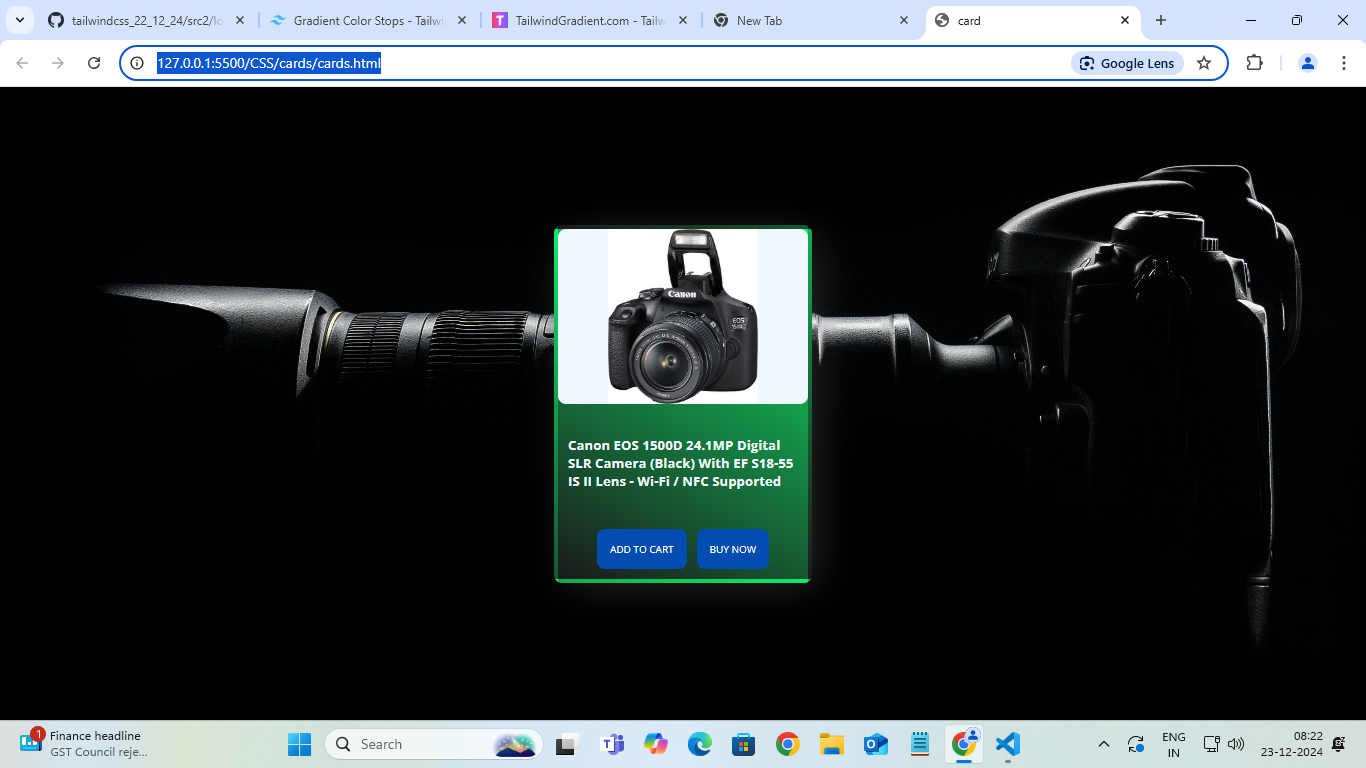 tailwindcss_22_12_24/src2/lo
Gradient Color Stops - Tailwi
TailwindGradient.com - Tailw
New Tab
card
127.0.0.1:5500/CSS/cards/cards.html
Google Lens
Canon
EOS
Canon EOS 1500D 24.1MP Digital
SLR Camera (Black) With EF S18-55
IS II Lens - Wi-Fi / NFC Supported
ADD TO CART
BUY NOW
1
Finance headline
GST Council reje...
Search
ENG
IN
08:22
23-12-2024